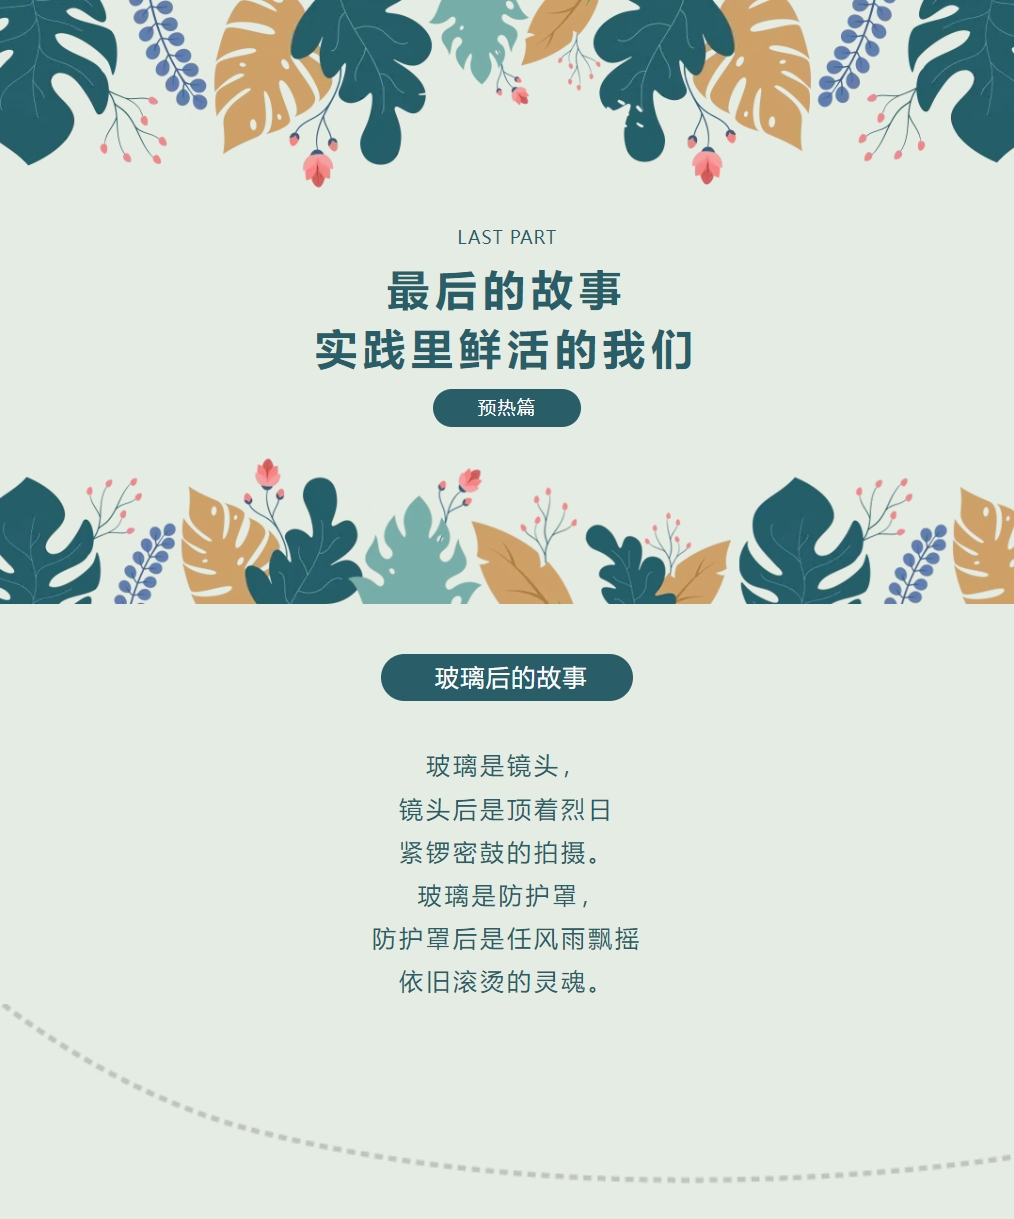 LAST PART
最后的故事
实践里鲜活的我们
预热篇
玻璃后的故事
玻璃是镜头，
镜头后是顶着烈日
紧锣密鼓的拍摄。
玻璃是防护罩，
防护罩后是任风雨飘摇
依旧滚烫的灵魂。